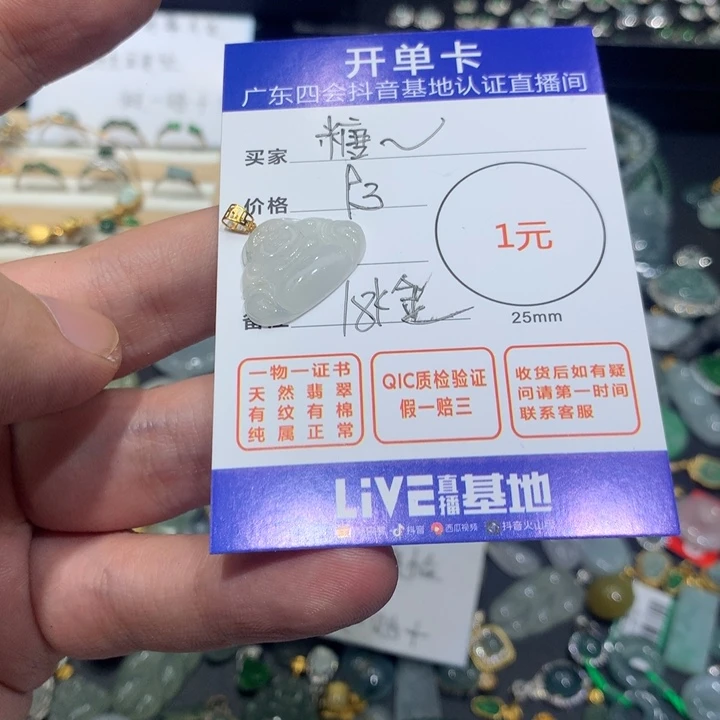 开单卡
广东四会抖音基地认证直播间
买家 糖~
价格 R3
1元
18k金
25mm
一物一证书
天然翡翠
有纹有棉
纯属正常
QIC质检验证
假一赔三
收货后如有疑
问请第一时间
联系客服
LiVE直播基地
抖音 西瓜视频 抖音火山